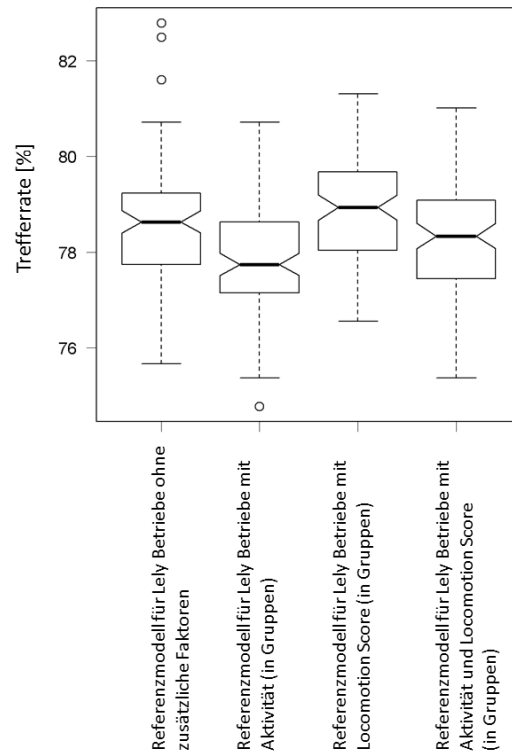 Trefferrate [%]
82
80
78
76
Referenzmodell für Lely Betriebe ohne
zusätzliche Faktoren
Referenzmodell für Lely Betriebe mit
Aktivität (in Gruppen)
Referenzmodell für Lely Betriebe mit
Locomotion Score (in Gruppen)
Referenzmodell für Lely Betriebe mit
Aktivität und Locomotion Score
(in Gruppen)